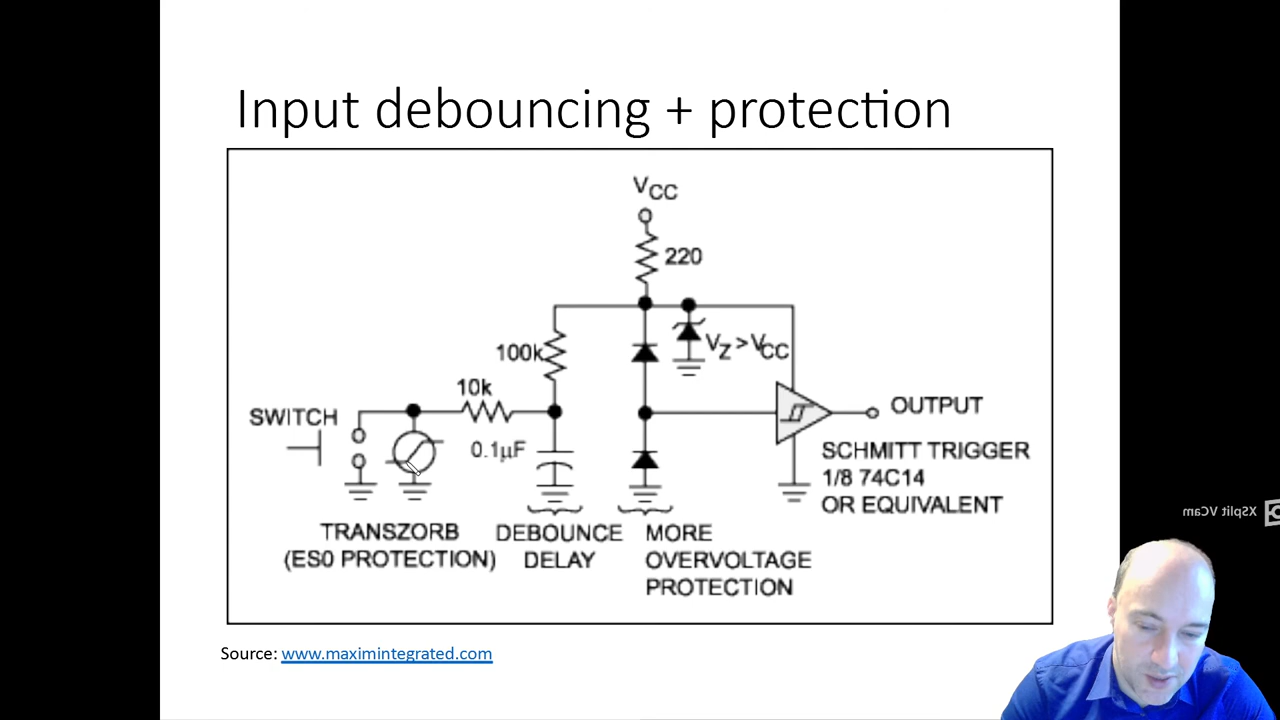 Input debouncing + protection
VCC
220
100k
VZ>VCC
10k
SWITCH
OUTPUT
0.1µF
SCHMITT TRIGGER
1/8 74C14
OR EQUIVALENT
TRANSZORB
(ES0 PROTECTION)
DEBOUNCE
DELAY
MORE
OVERVOLTAGE
PROTECTION
Source: www.maximintegrated.com
XSplit VCam